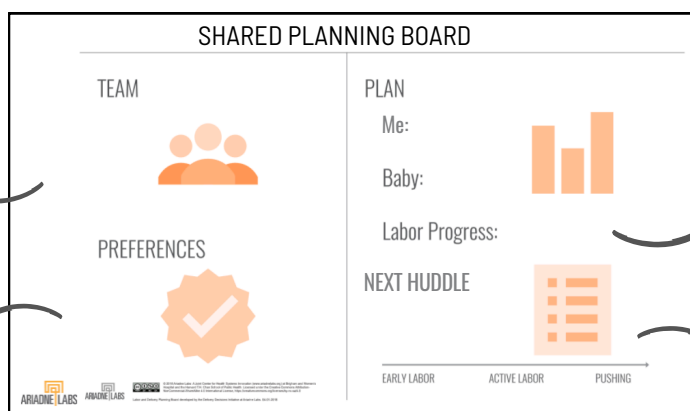 SHARED PLANNING BOARD
TEAM
PREFERENCES
PLAN
Me:
Baby:
Labor Progress:
NEXT HUDDLE
EARLY LABOR ACTIVE LABOR PUSHING
ARIADNE LABS
ARIADNE LABS